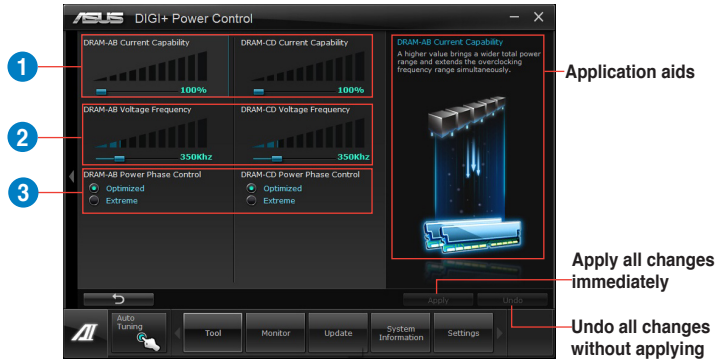 ASUS DIGI+ Power Control
DRAM-AB Current Capability
100%
DRAM-CD Current Capability
100%
DRAM-AB Current Capability
A higher value brings a wider total power
range and extends the overclocking
frequency range simultaneously.
Application aids
1
DRAM-AB Voltage Frequency
350Khz
DRAM-CD Voltage Frequency
350Khz
2
DRAM-AB Power Phase Control
Optimized
Extreme
DRAM-CD Power Phase Control
Optimized
Extreme
3
Apply all changes
immediately
Apply
Undo
AI
Auto
Tuning
Tool
Monitor
Update
System
Information
Settings
Undo all changes
without applying